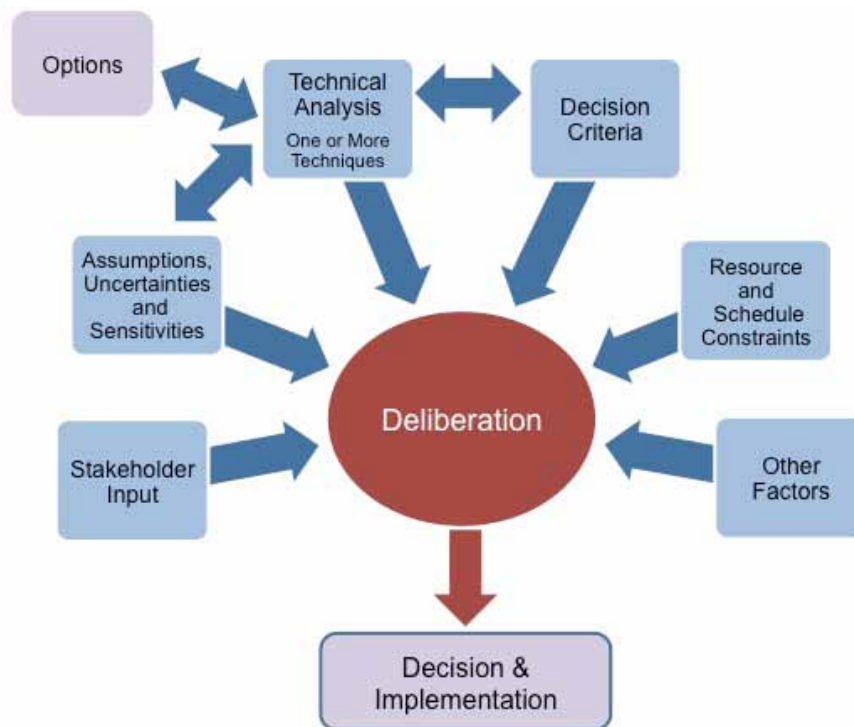 Options
Technical
Analysis
One or More
Techniques
Decision
Criteria
Assumptions,
Uncertainties
and
Sensitivities
Resource
and
Schedule
Constraints
Deliberation
Stakeholder
Input
Other
Factors
Decision &
Implementation